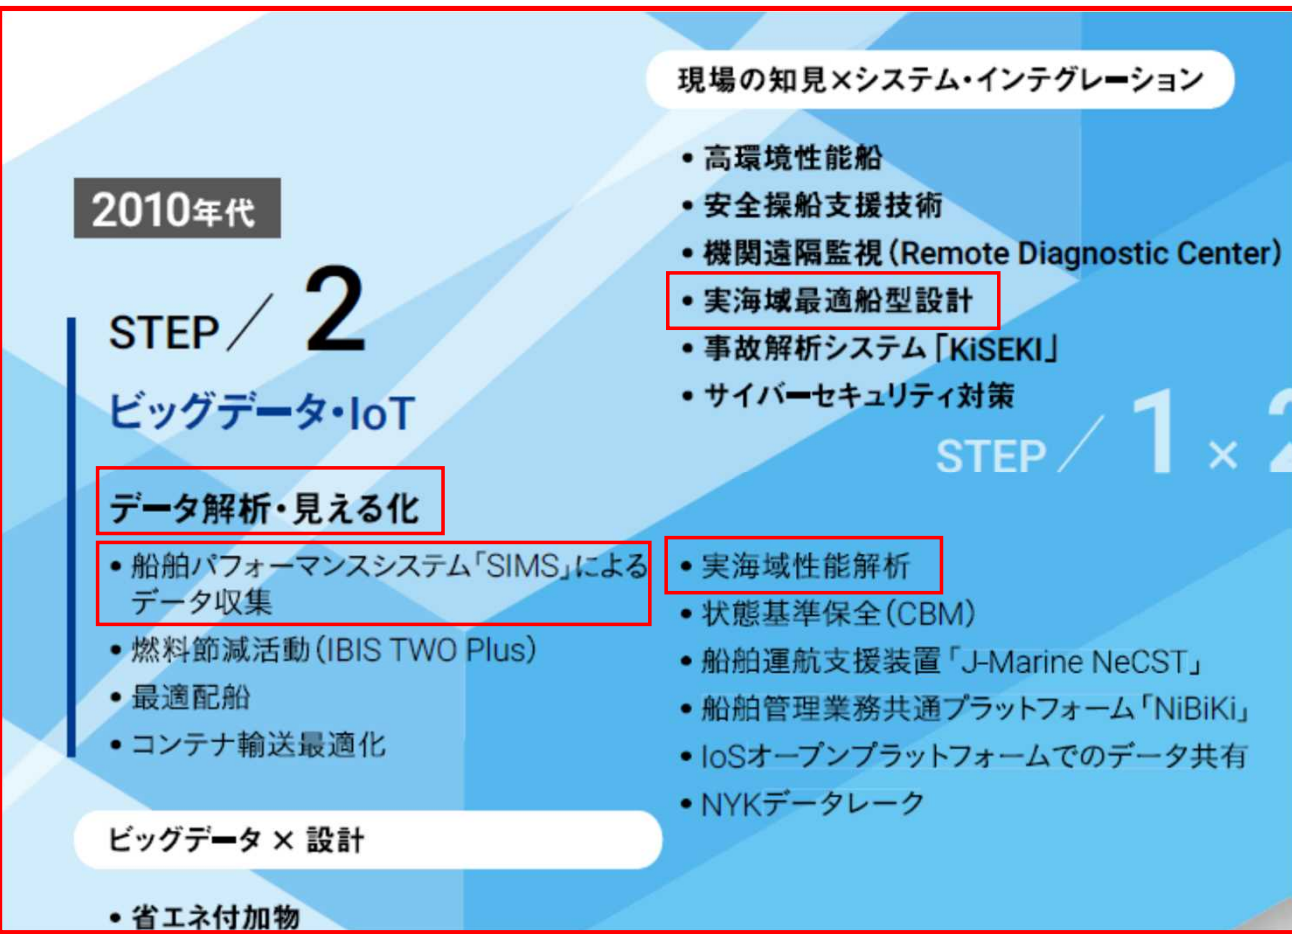 現場の知見×システム・インテグレーション
• 高環境性能船
• 安全操船支援技術
• 機関遠隔監視(Remote Diagnostic Center)
• 実海域最適船型設計
• 事故解析システム「KiSEKI」
• サイバーセキュリティ対策
STEP / 1 × 2
2010年代
STEP / 2
ビッグデータ・IoT
データ解析・見える化
• 船舶パフォーマンスシステム「SIMS」による
データ収集
• 燃料節減活動(IBIS TWO Plus)
• 最適配船
• コンテナ輸送最適化
• 実海域性能解析
• 状態基準保全(CBM)
• 船舶運航支援装置「J-Marine NeCST」
• 船舶管理業務共通プラットフォーム「NiBiKi」
• IoSオープンプラットフォームでのデータ共有
• NYKデータレーク
ビッグデータ × 設計
• 省エネ付加物